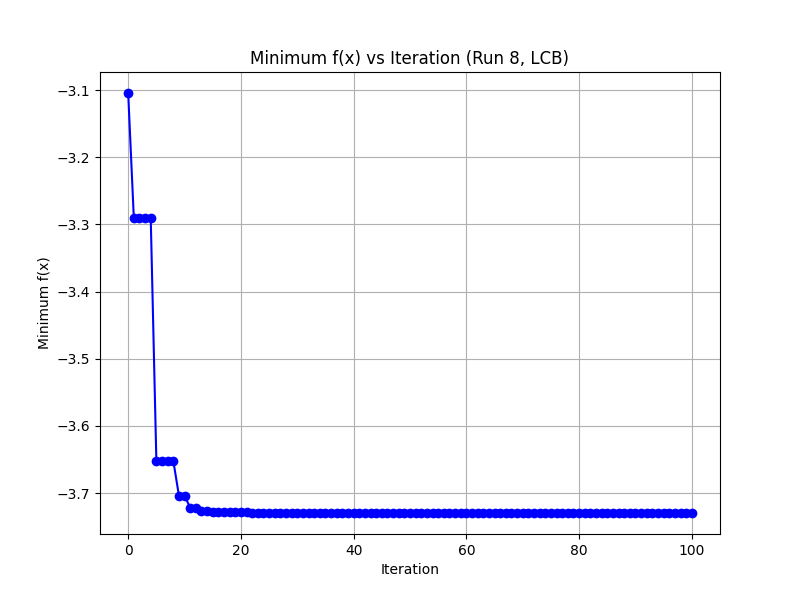 Minimum f(x) vs Iteration (Run 8, LCB)
Minimum f(x)
−3.1
−3.2
−3.3
−3.4
−3.5
−3.6
−3.7
0 20 40 60 80 100
Iteration